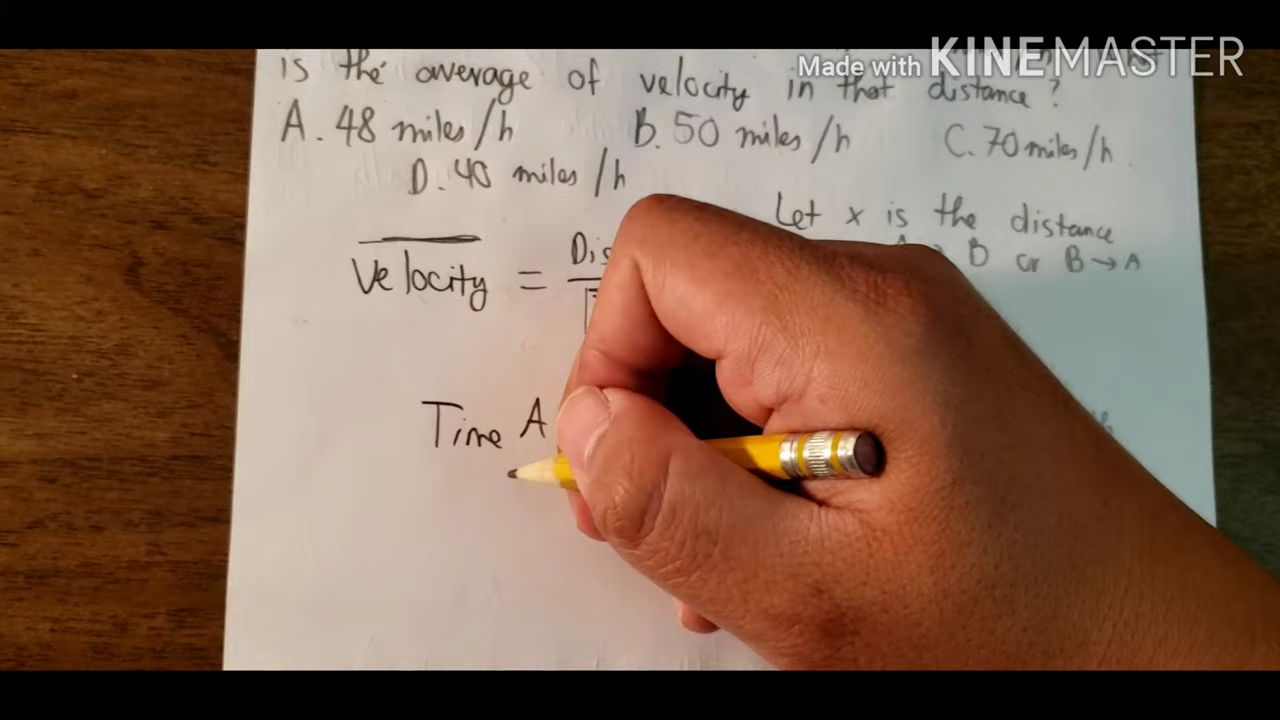 Made with KINEMASTER
is the average of velocity in that distance?
A. 48 miles/h B. 50 miles/h C. 70 miles/h
D. 40 miles/h
Let x is the distance
B or B → A
Velocity =
Time A